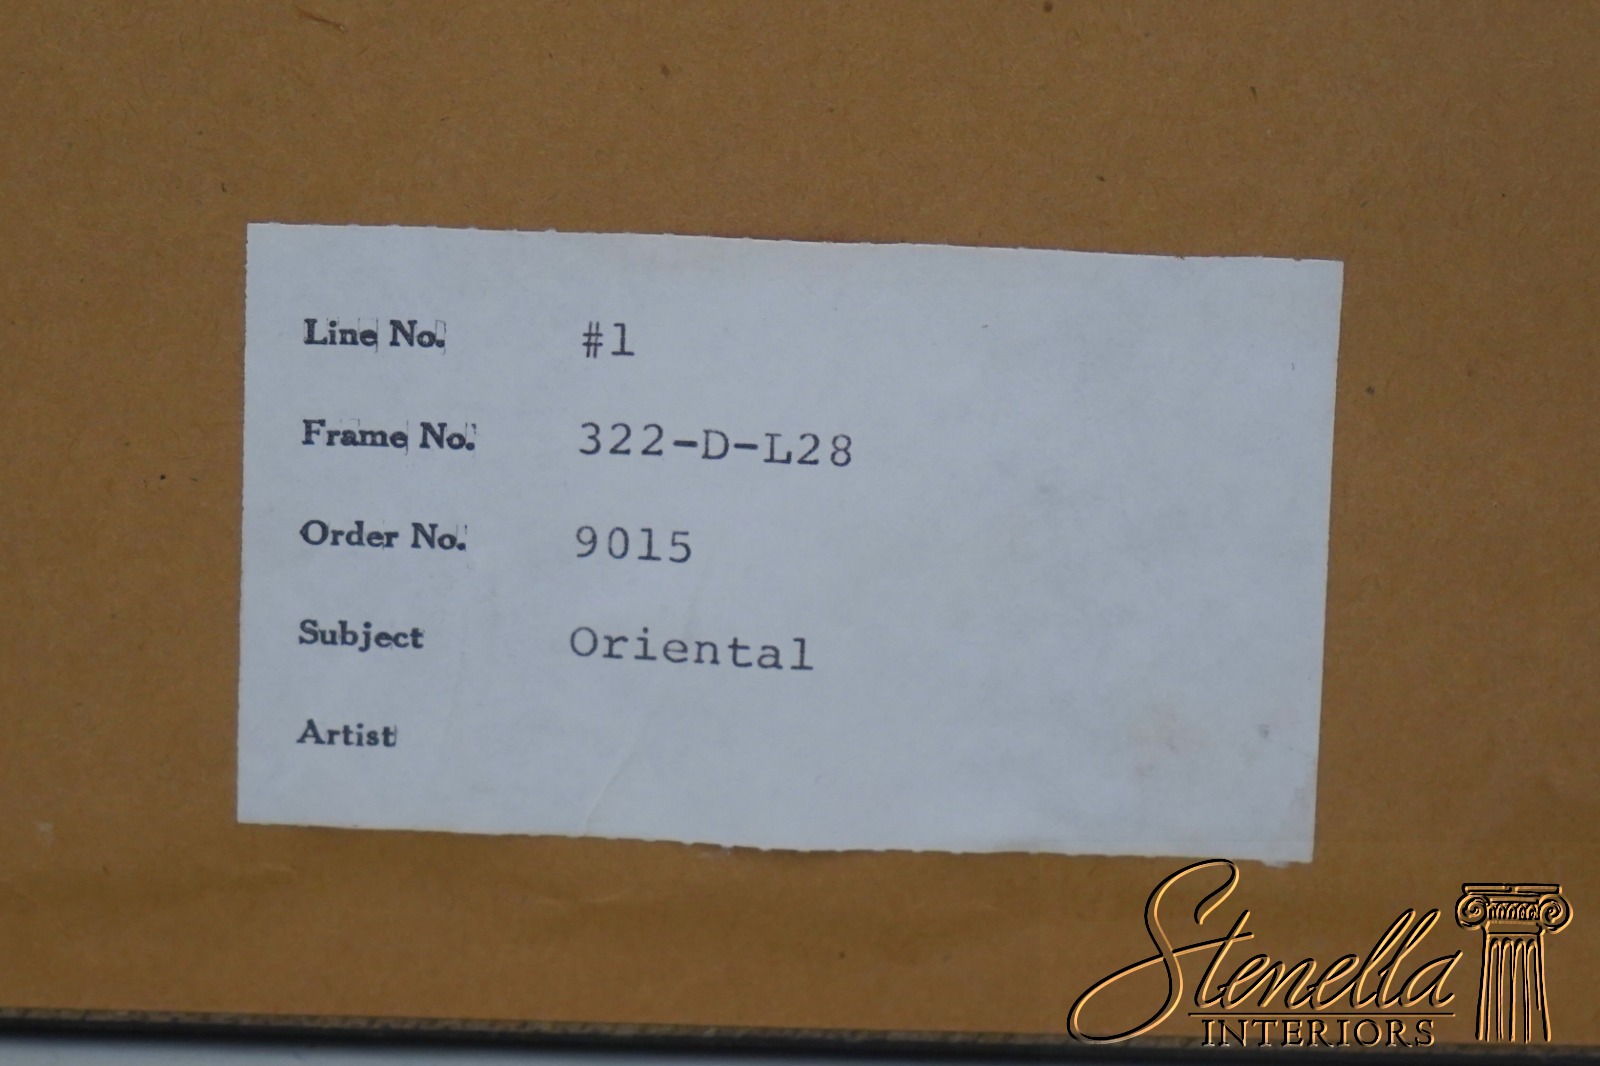 Line No. #1
Frame No. 322-D-L28
Order No. 9015
Subject Oriental
Artist
Stenella
INTERIORS